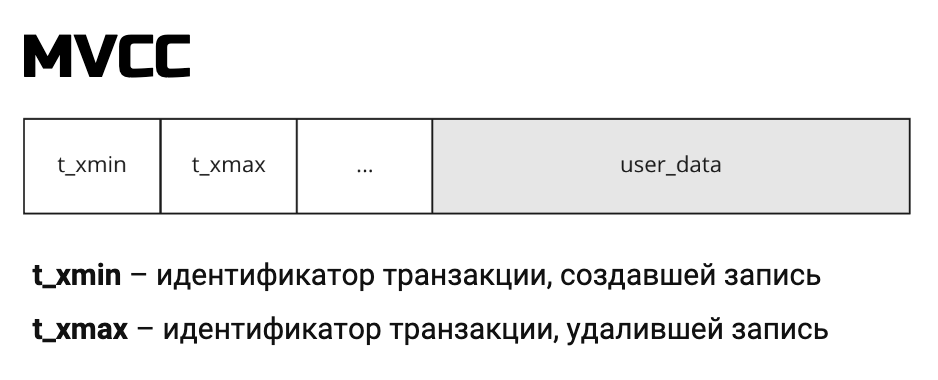 MVCC
t_xmin t_xmax ... user_data
t_xmin – идентификатор транзакции, создавшей запись
t_xmax – идентификатор транзакции, удалившей запись